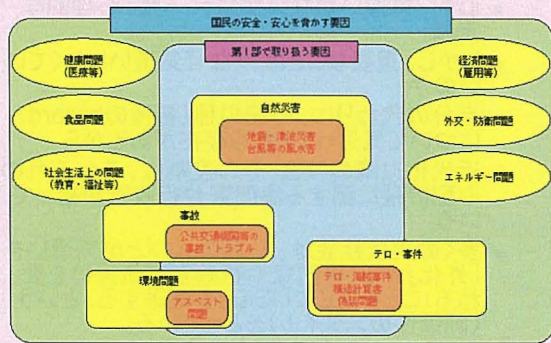 国民の安全・安心を脅かす要因
第Ⅰ部で取り扱う要因
健康問題
(医療等)
食品問題
社会生活上の問題
(教育・福祉等)
経済問題
(雇用等)
外交・防衛問題
エネルギー問題
自然災害
地震・津波災害
台風等の風水害
事故
公共交通機関等の
事故・トラブル
環境問題
アスベスト
問題
テロ・事件
テロ・海賊事件
構造計算書
偽装問題